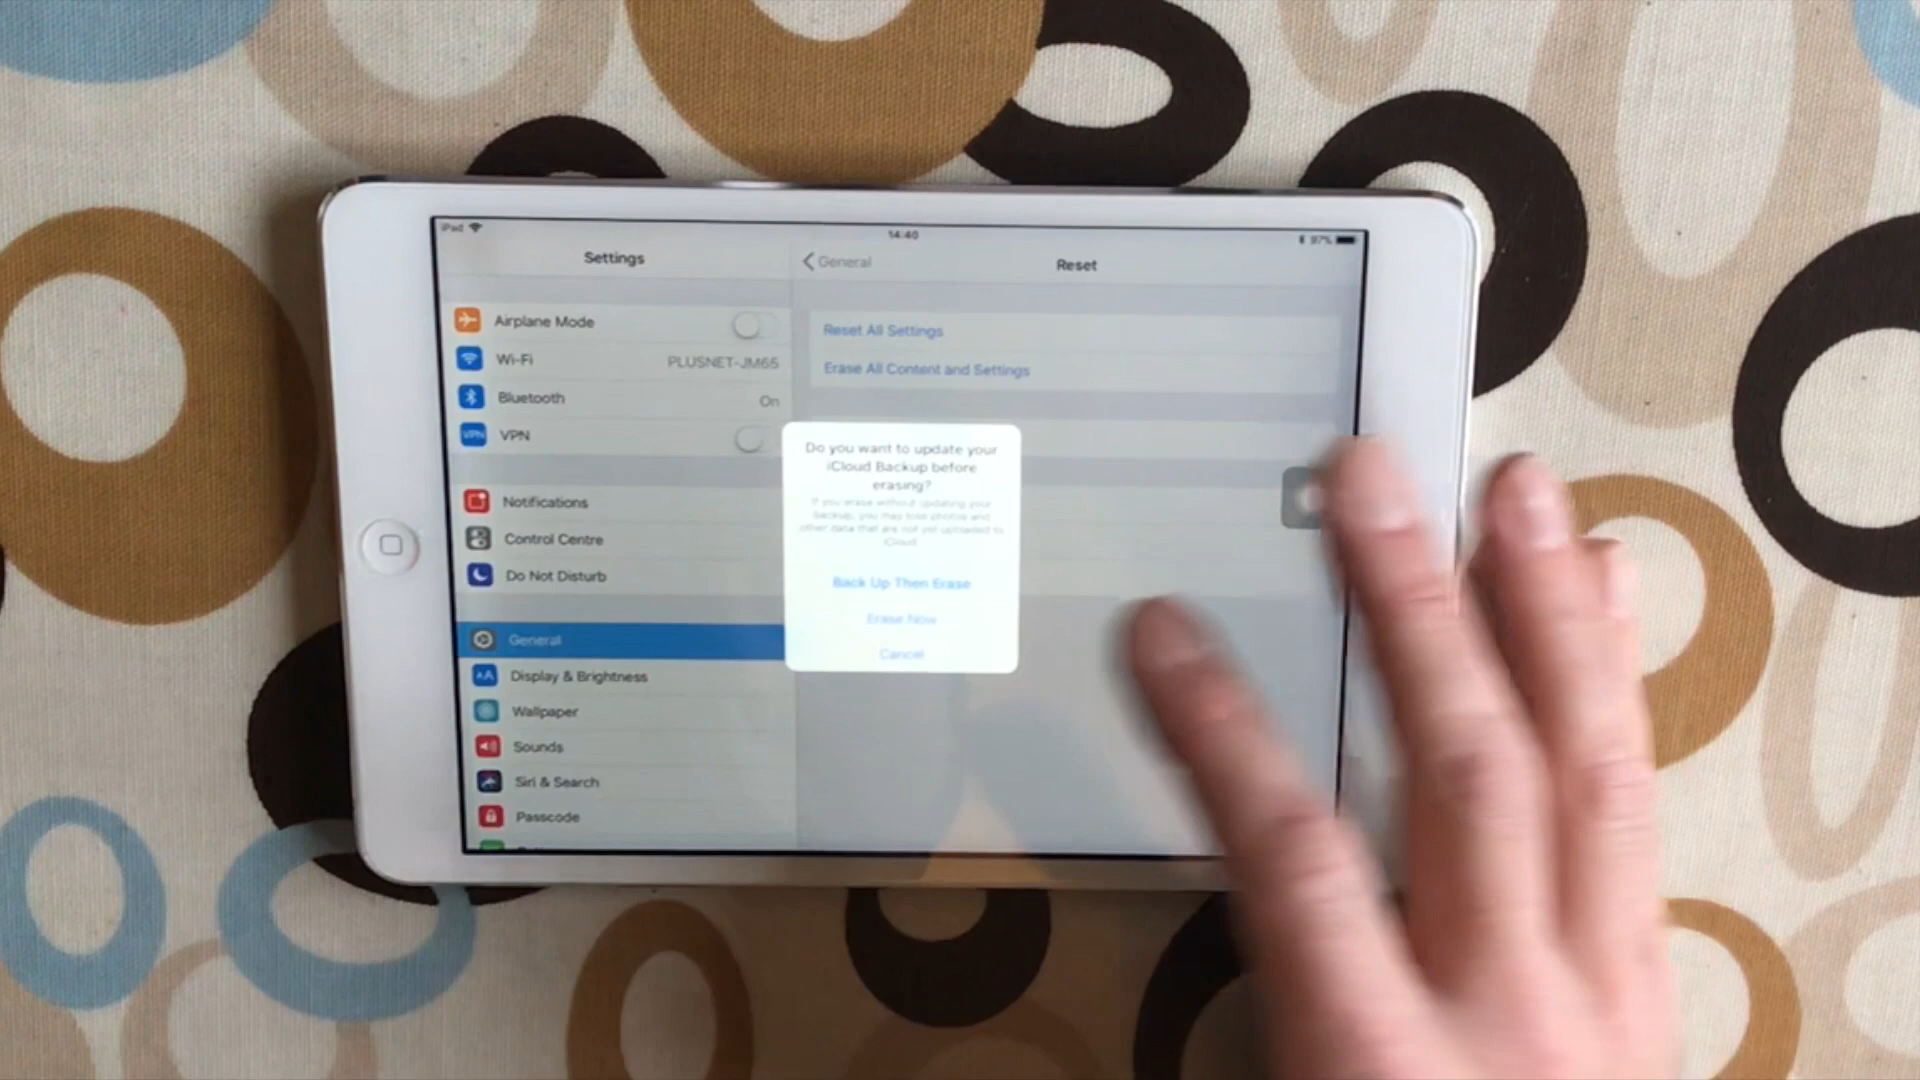 iPad
14:40
97%
Settings
General
Reset
Airplane Mode
Wi-Fi PLUSNET-JM65
Bluetooth On
VPN VPN
Notifications
Control Centre
Do Not Disturb
General
AA Display & Brightness
Wallpaper
Sounds
Siri & Search
Passcode
Reset All Settings
Erase All Content and Settings
Do you want to update your
iCloud Backup before
erasing?
If you erase without updating your
backup, you may lose photos and
other data that are not yet uploaded to
iCloud.
Back Up Then Erase
Erase Now
Cancel